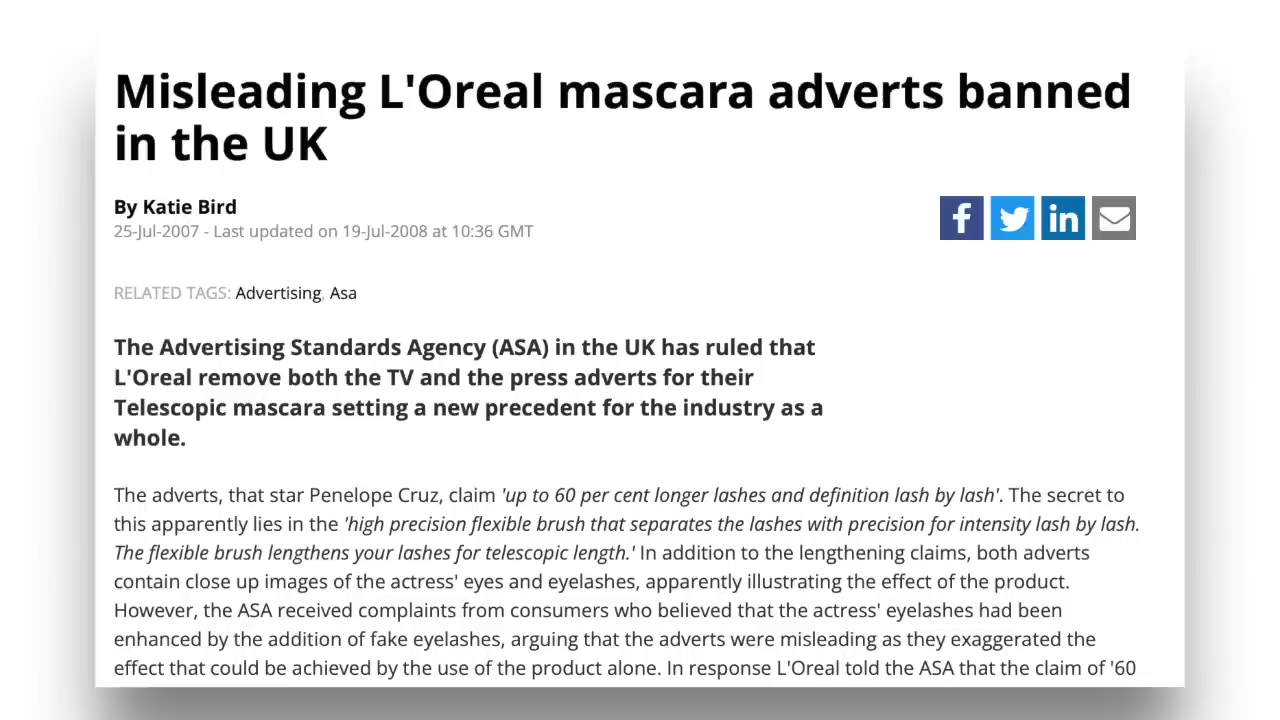 Misleading L'Oreal mascara adverts banned
in the UK
By Katie Bird
25-Jul-2007 - Last updated on 19-Jul-2008 at 10:36 GMT
f
in
RELATED TAGS: Advertising, Asa
The Advertising Standards Agency (ASA) in the UK has ruled that
L'Oreal remove both the TV and the press adverts for their
Telescopic mascara setting a new precedent for the industry as a
whole.
The adverts, that star Penelope Cruz, claim 'up to 60 per cent longer lashes and definition lash by lash'. The secret to
this apparently lies in the 'high precision flexible brush that separates the lashes with precision for intensity lash by lash.
The flexible brush lengthens your lashes for telescopic length.' In addition to the lengthening claims, both adverts
contain close up images of the actress' eyes and eyelashes, apparently illustrating the effect of the product.
However, the ASA received complaints from consumers who believed that the actress' eyelashes had been
enhanced by the addition of fake eyelashes, arguing that the adverts were misleading as they exaggerated the
effect that could be achieved by the use of the product alone. In response L'Oreal told the ASA that the claim of '60